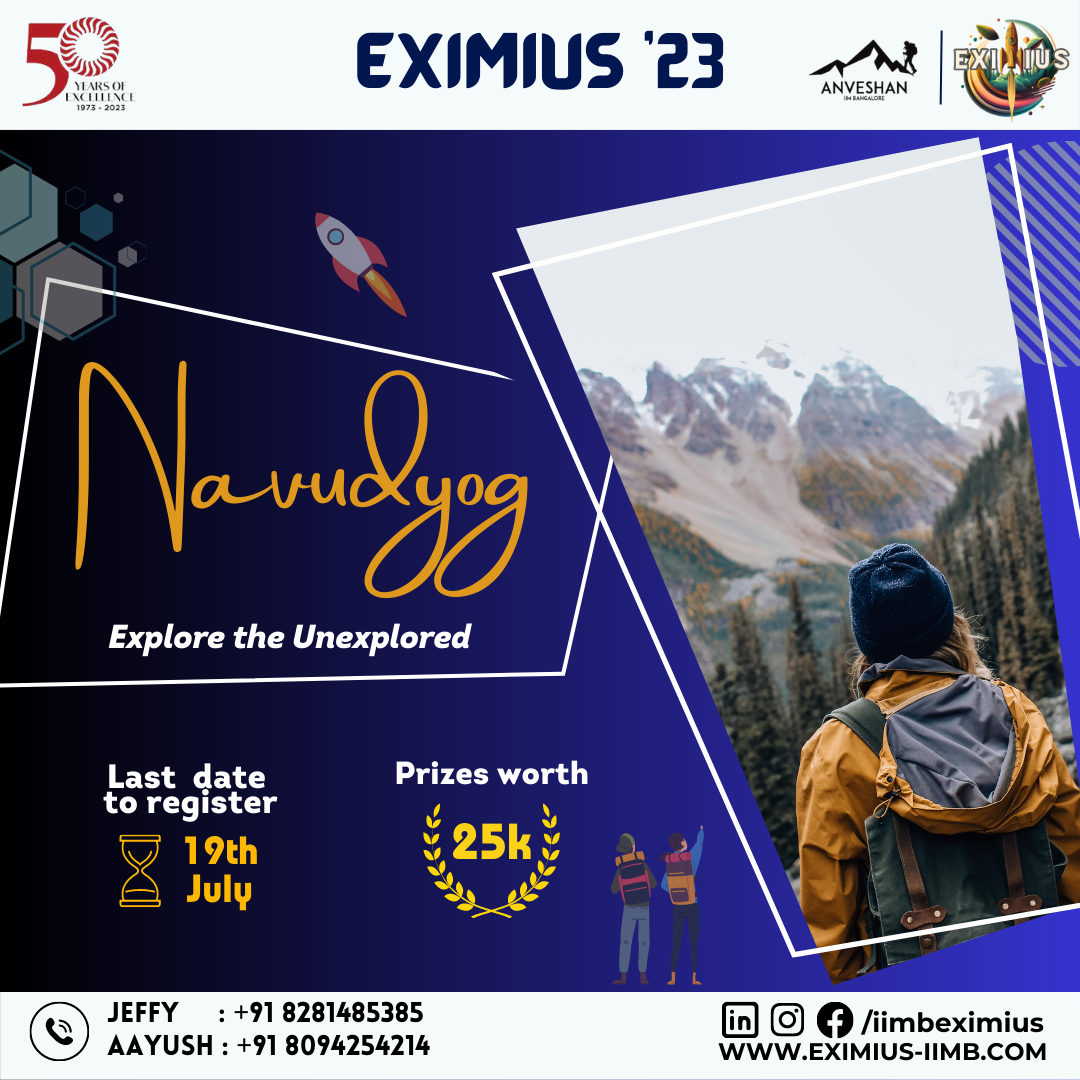 50
YEARS OF
EXCELLENCE
1973 - 2023
EXIMIUS '23
ANVESHAN
IIM BANGALORE
EXIMIUS
Navudyog
Explore the Unexplored
Last date
to register
19th
July
Prizes worth
25k
JEFFY : +91 8281485385
AAYUSH : +91 8094254214
in /iimbeximius
WWW.EXIMIUS-IIMB.COM